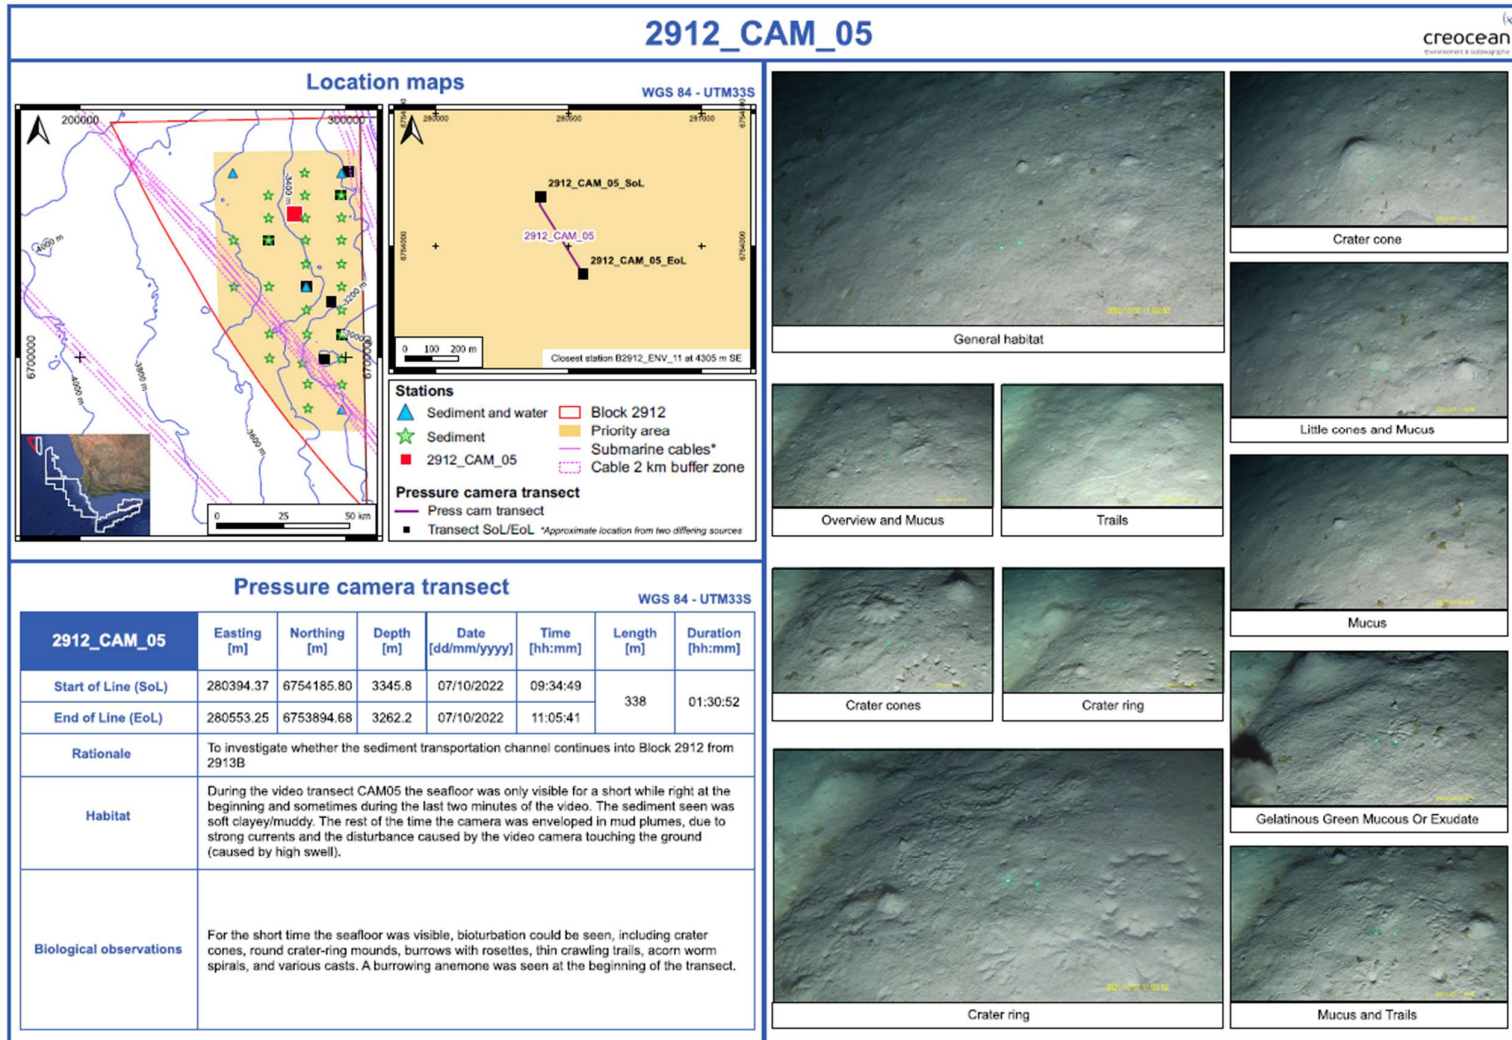 2912_CAM_05
creocean
Location maps
WGS 84 - UTM33S
200000
300000
6700000
6700000
-4000 m
-4000 m
-3800 m
-3600 m
-3400 m
-3200 m
0 25 50 km
280000
280500
281000
6754000
6754000
2912_CAM_05_SoL
2912_CAM_05
2912_CAM_05_EoL
0 100 200 m
Closest station B2912_ENV_11 at 4305 m SE
Stations
Sediment and water
Sediment
2912_CAM_05
Block 2912
Priority area
Submarine cables*
Cable 2 km buffer zone
Pressure camera transect
Press cam transect
Transect SoL/EoL *Approximate location from two differing sources
Pressure camera transect
WGS 84 - UTM33S
2912_CAM_05 Easting [m] Northing [m] Depth [m] Date [dd/mm/yyyy] Time [hh:mm] Length [m] Duration [hh:mm]
Start of Line (SoL) 280394.37 6754185.80 3345.8 07/10/2022 09:34:49 338 01:30:52
End of Line (EoL) 280553.25 6753894.68 3262.2 07/10/2022 11:05:41
Rationale
To investigate whether the sediment transportation channel continues into Block 2912 from
2913B
Habitat
During the video transect CAM05 the seafloor was only visible for a short while right at the
beginning and sometimes during the last two minutes of the video. The sediment seen was
soft clayey/muddy. The rest of the time the camera was enveloped in mud plumes, due to
strong currents and the disturbance caused by the video camera touching the ground
(caused by high swell).
Biological observations
For the short time the seafloor was visible, bioturbation could be seen, including crater
cones, round crater-ring mounds, burrows with rosettes, thin crawling trails, acorn worm
spirals, and various casts. A burrowing anemone was seen at the beginning of the transect.
General habitat
Crater cone
Little cones and Mucus
Overview and Mucus
Trails
Mucus
Crater cones
Crater ring
Gelatinous Green Mucous Or Exudate
Crater ring
Mucus and Trails